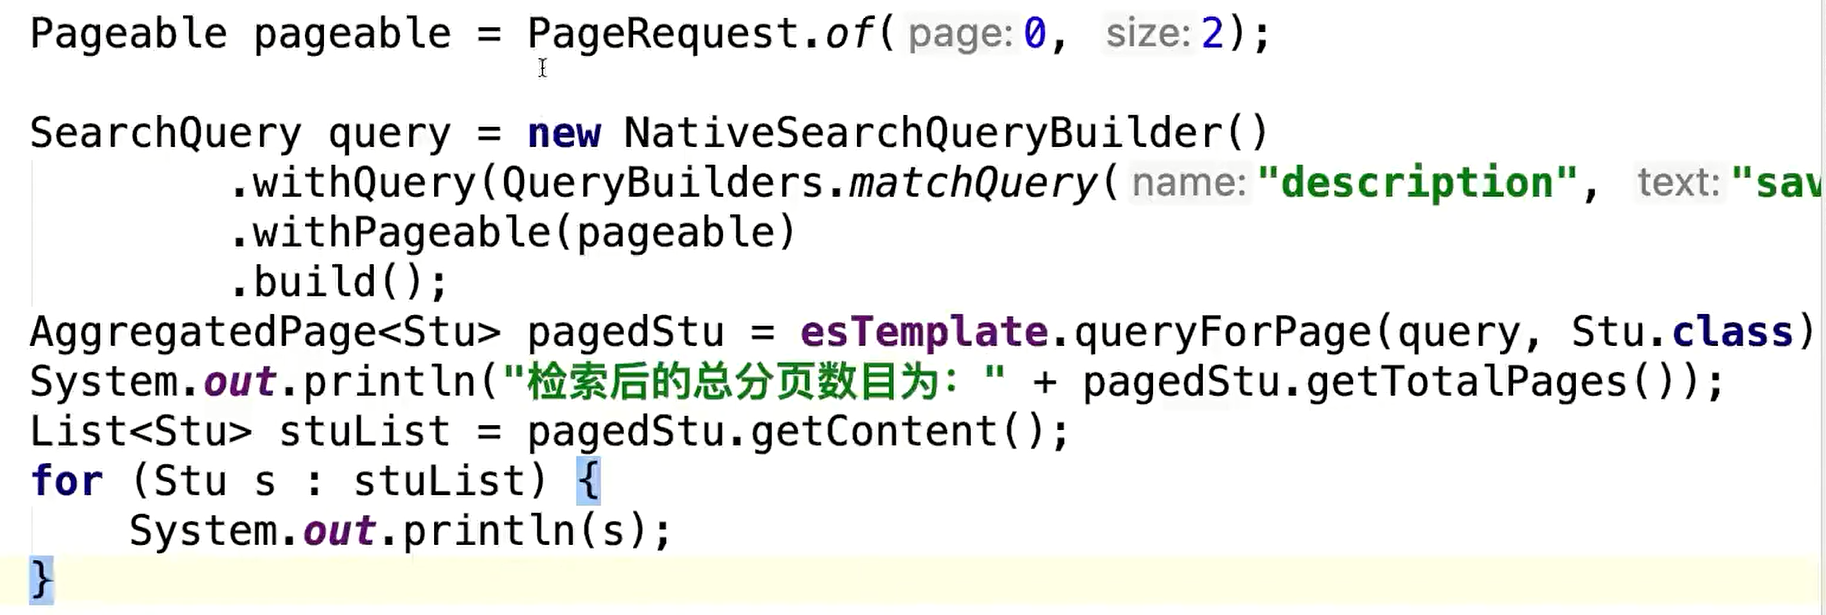 Pageable pageable = PageRequest.of( page: 0,  size: 2);
SearchQuery query = new NativeSearchQueryBuilder()
        .withQuery(QueryBuilders.matchQuery( name: "description",  text: "sav
        .withPageable(pageable)
        .build();
AggregatedPage<Stu> pagedStu = esTemplate.queryForPage(query, Stu.class)
System.out.println("检索后的总分页数目为：" + pagedStu.getTotalPages());
List<Stu> stuList = pagedStu.getContent();
for (Stu s : stuList) {
    System.out.println(s);
}